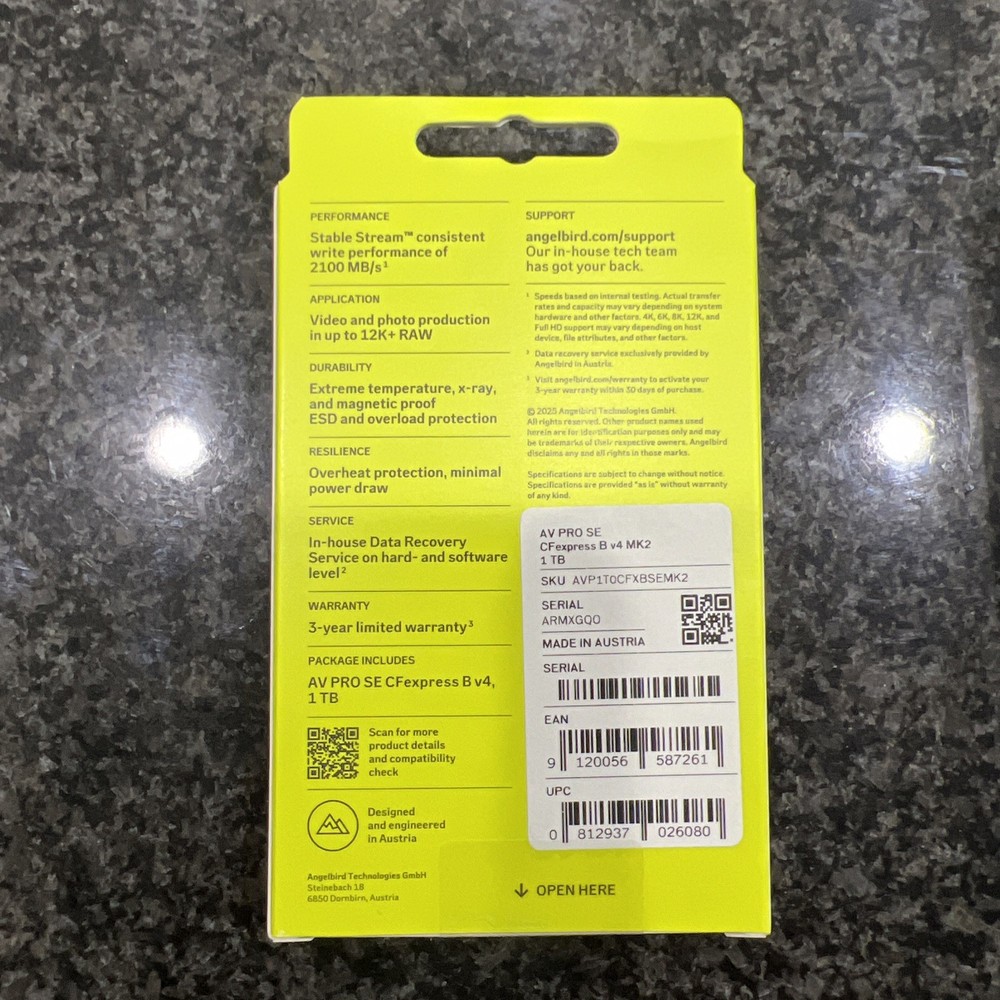 PERFORMANCE
Stable Stream™ consistent
write performance of
2100 MB/s¹
APPLICATION
Video and photo production
in up to 12K+ RAW
DURABILITY
Extreme temperature, x-ray,
and magnetic proof
ESD and overload protection
RESILIENCE
Overheat protection, minimal
power draw
SERVICE
In-house Data Recovery
Service on hard- and software
level²
WARRANTY
3-year limited warranty³
PACKAGE INCLUDES
AV PRO SE CFexpress B v4,
1 TB
Scan for more
product details
and compatibility
check
Designed
and engineered
in Austria
Angelbird Technologies GmbH
Steinebach 18
6850 Dornbirn, Austria
SUPPORT
angelbird.com/support
Our in-house tech team
has got your back.
¹ Speeds based on internal testing. Actual transfer
rates and capacity may vary depending on system
hardware and other factors. 4K, 6K, 8K, 12K, and
Full HD support may vary depending on host
device, file attributes, and other factors.
² Data recovery service exclusively provided by
Angelbird in Austria.
³ Visit angelbird.com/warranty to activate your
3-year warranty within 30 days of purchase.
© 2025 Angelbird Technologies GmbH.
All rights reserved. Other product names used
herein are for identification purposes only and may
be trademarks of their respective owners. Angelbird
disclaims any and all rights in those marks.
Specifications are subject to change without notice.
Specifications are provided "as is" without warranty
of any kind.
AV PRO SE
CFexpress B v4 MK2
1 TB
SKU AVP1T0CFXBSEMK2
SERIAL
ARMXGQO
MADE IN AUSTRIA
SERIAL
EAN
9 120056 587261
UPC
0 812937 026080
↓ OPEN HERE